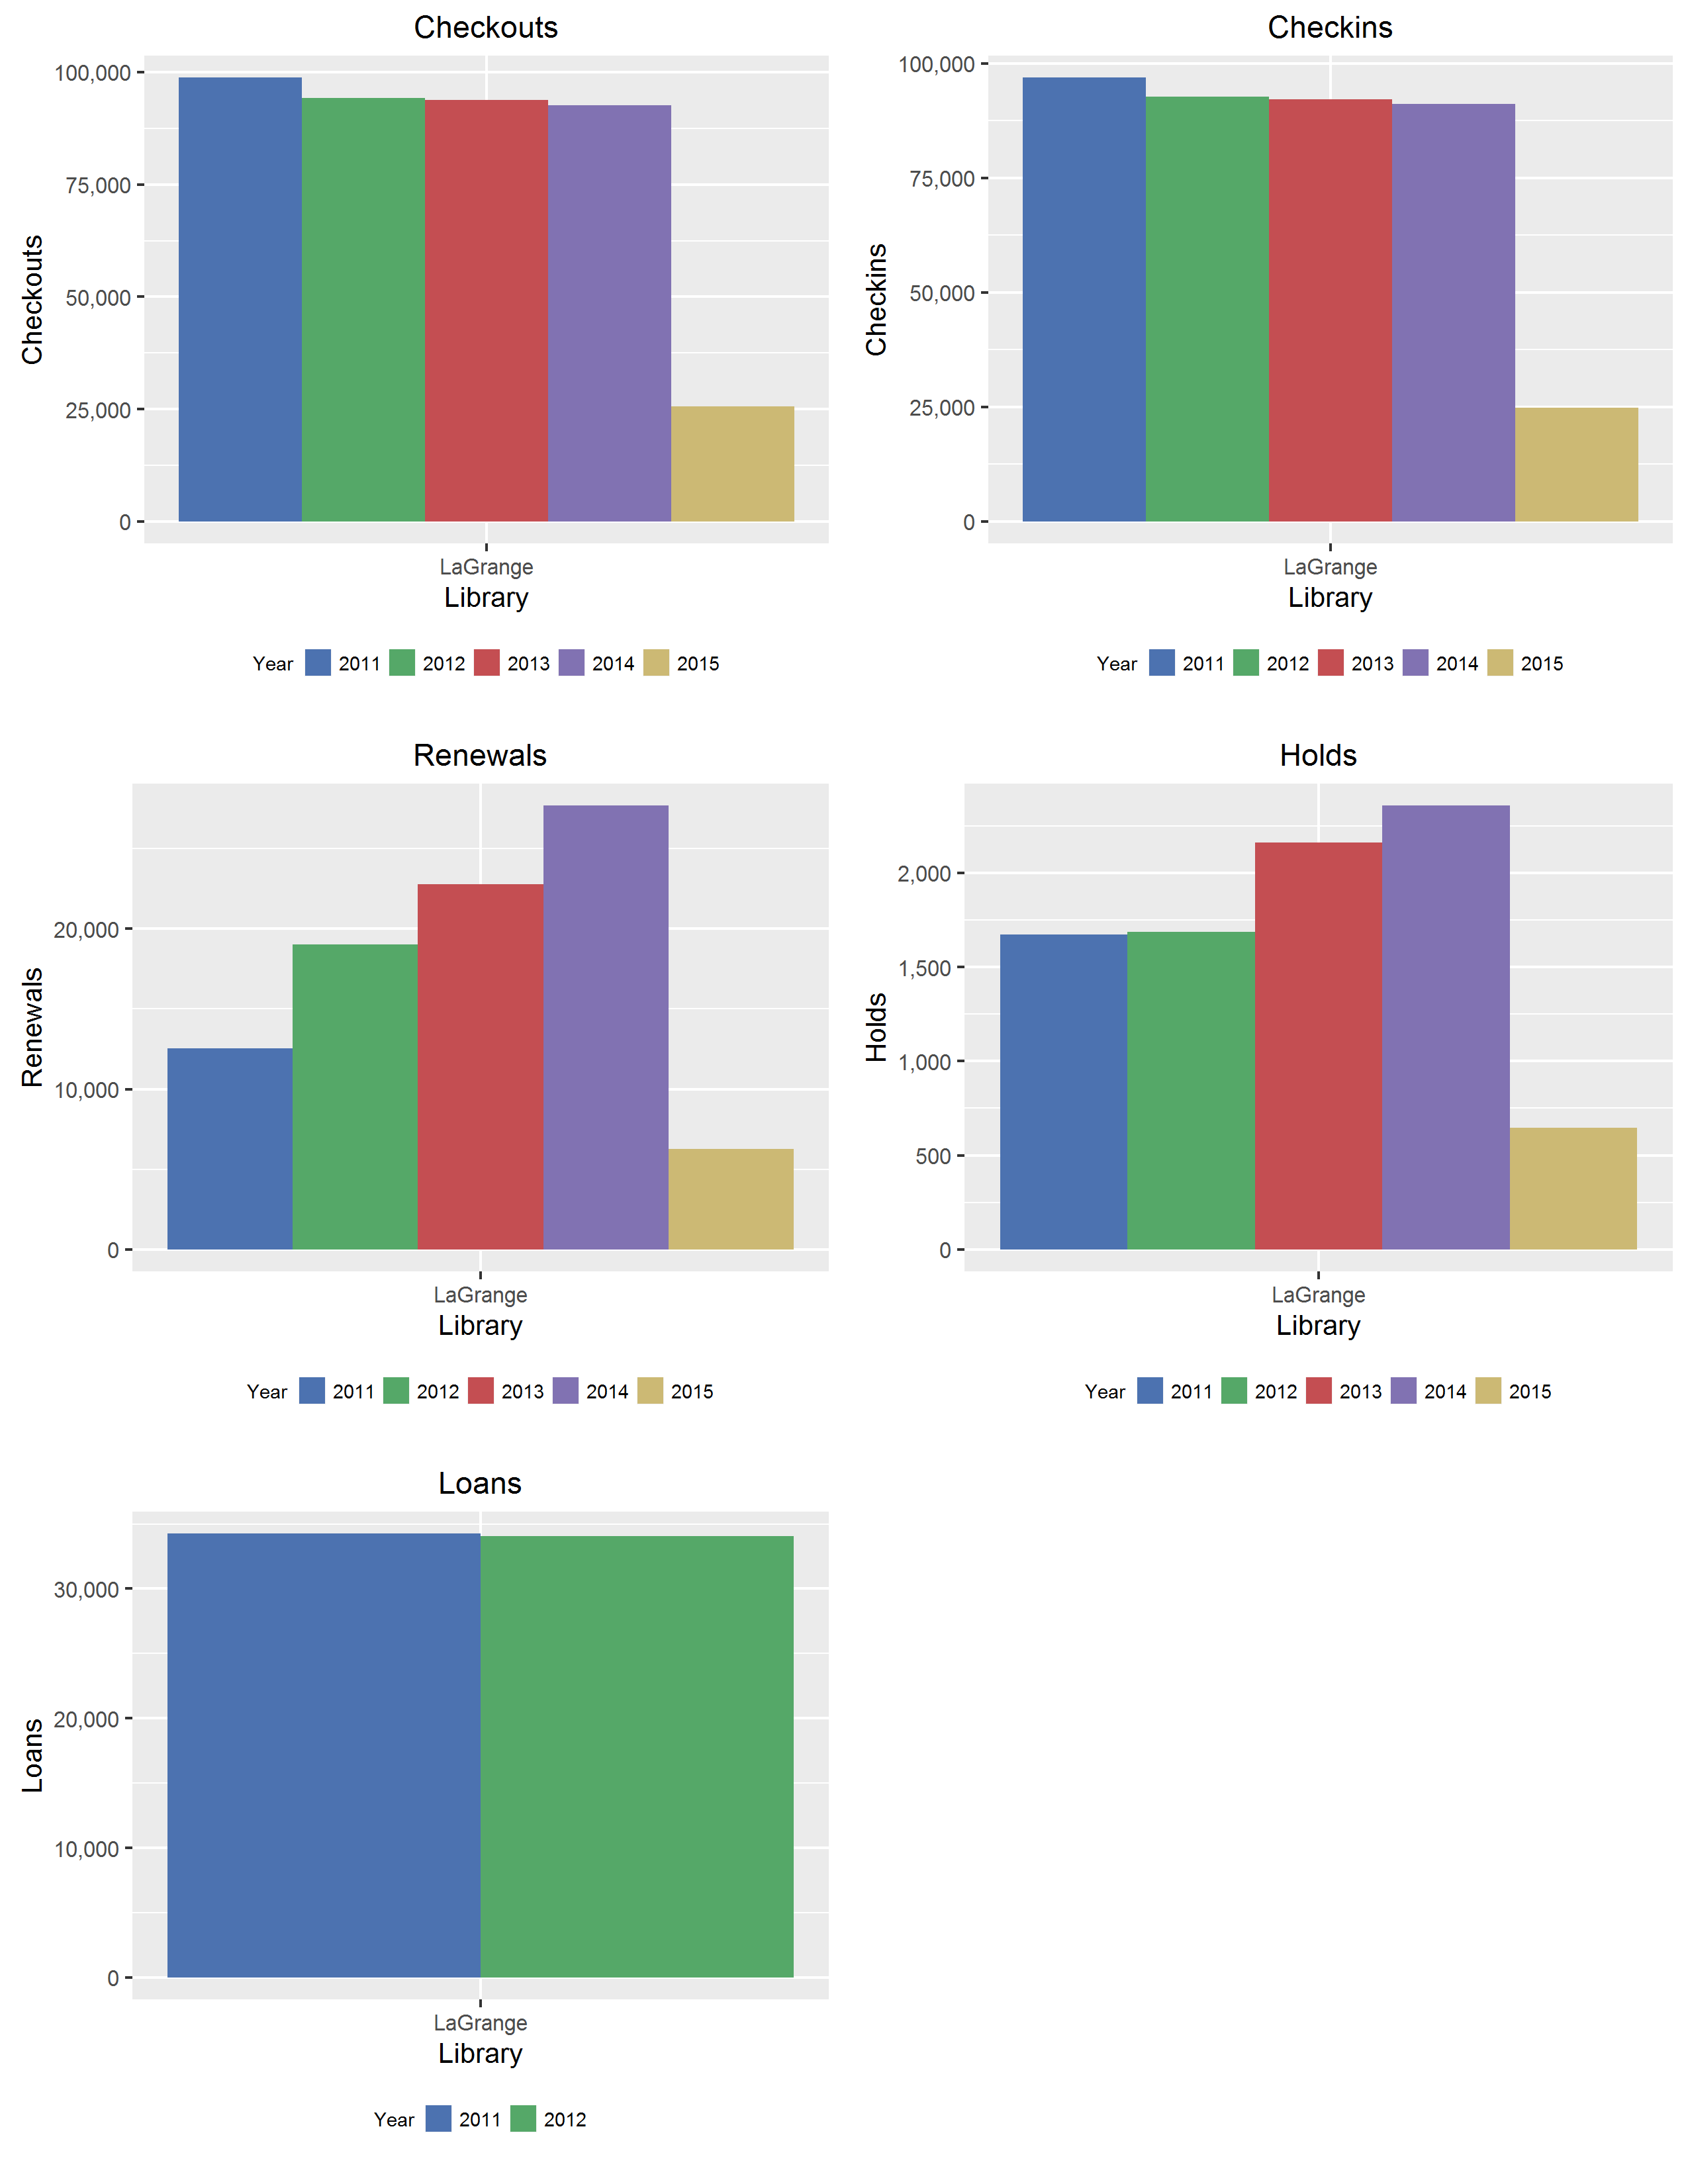 Checkouts
100,000
75,000
50,000
25,000
0
Checkouts
LaGrange
Library
Year 2011 2012 2013 2014 2015
Checkins
100,000
75,000
50,000
25,000
0
Checkins
LaGrange
Library
Year 2011 2012 2013 2014 2015
Renewals
20,000
10,000
0
Renewals
LaGrange
Library
Year 2011 2012 2013 2014 2015
Holds
2,000
1,500
1,000
500
0
Holds
LaGrange
Library
Year 2011 2012 2013 2014 2015
Loans
30,000
20,000
10,000
0
Loans
LaGrange
Library
Year 2011 2012